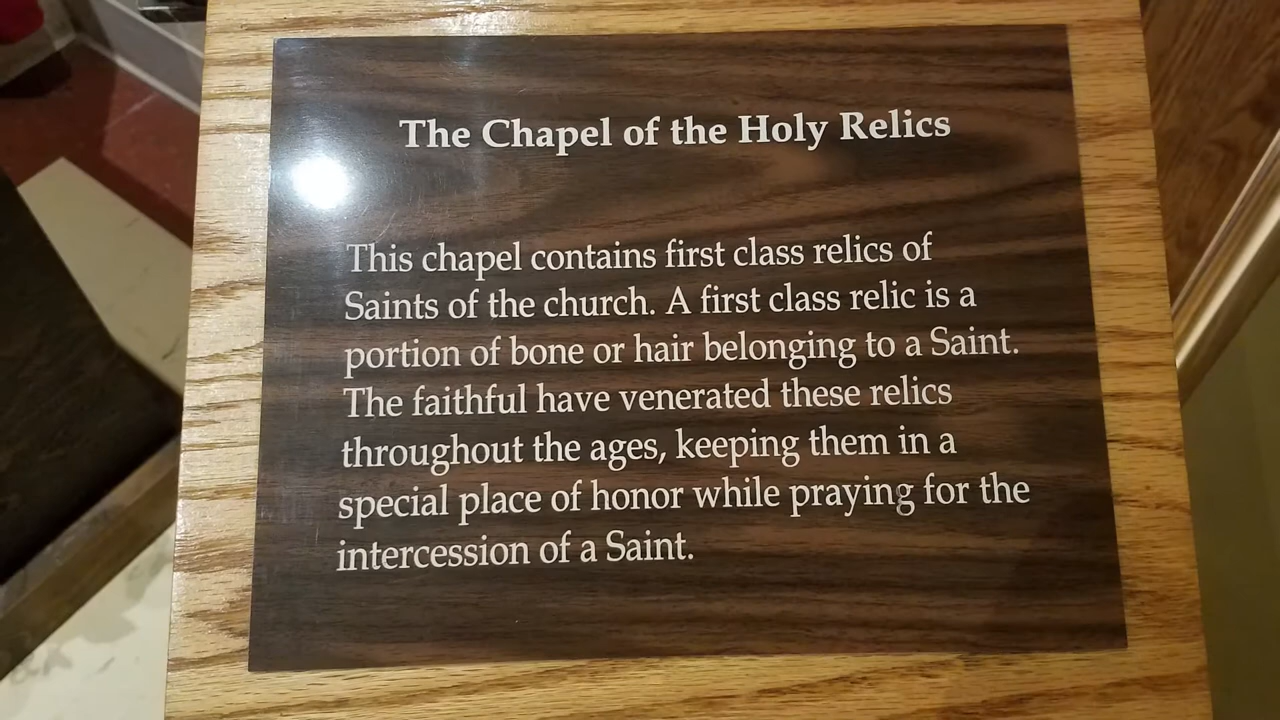 The Chapel of the Holy Relics
This chapel contains first class relics of
Saints of the church. A first class relic is a
portion of bone or hair belonging to a Saint.
The faithful have venerated these relics
throughout the ages, keeping them in a
special place of honor while praying for the
intercession of a Saint.